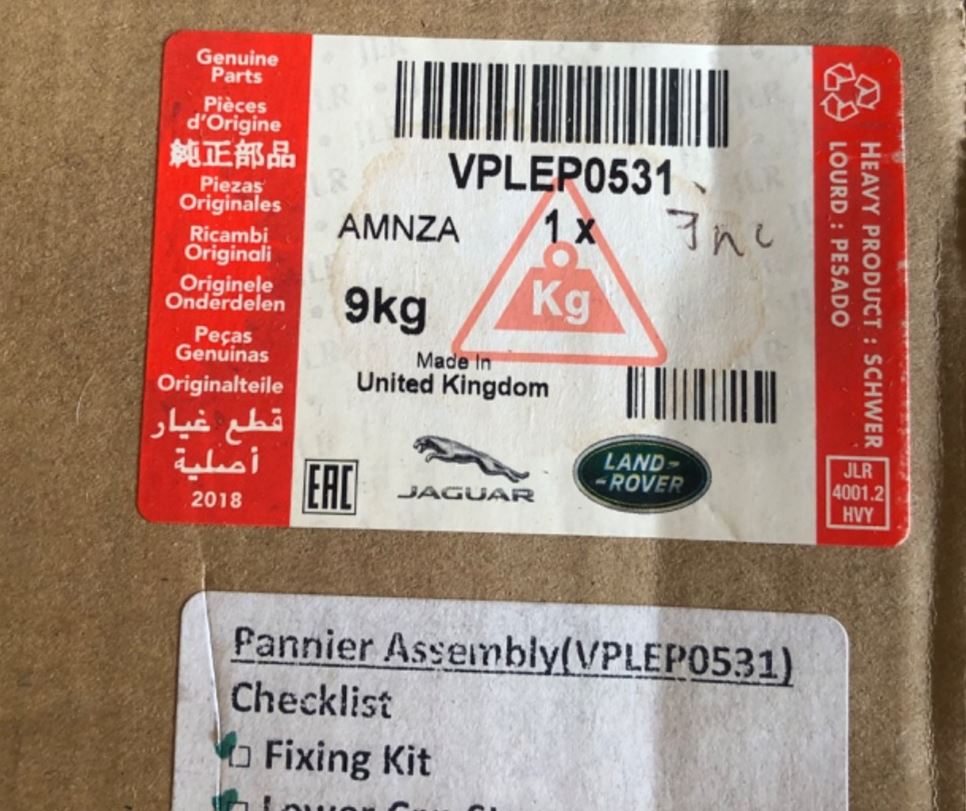 Genuine
Parts
Pièces
d'Origine
純正部品
Piezas
Originales
Ricambi
Originali
Originele
Onderdelen
Peças
Genuinas
Originalteile
قطع غيار
أصلية
2018
VPLEP0531
AMNZA 1 x
9kg
Kg
Made In
United Kingdom
EAC
JAGUAR
LAND-
-ROVER
HEAVY PRODUCT : SCHWER
LOURD : PESADO
JLR
4001.2
HVY
Pannier Assembly(VPLEP0531)
Checklist
Fixing Kit